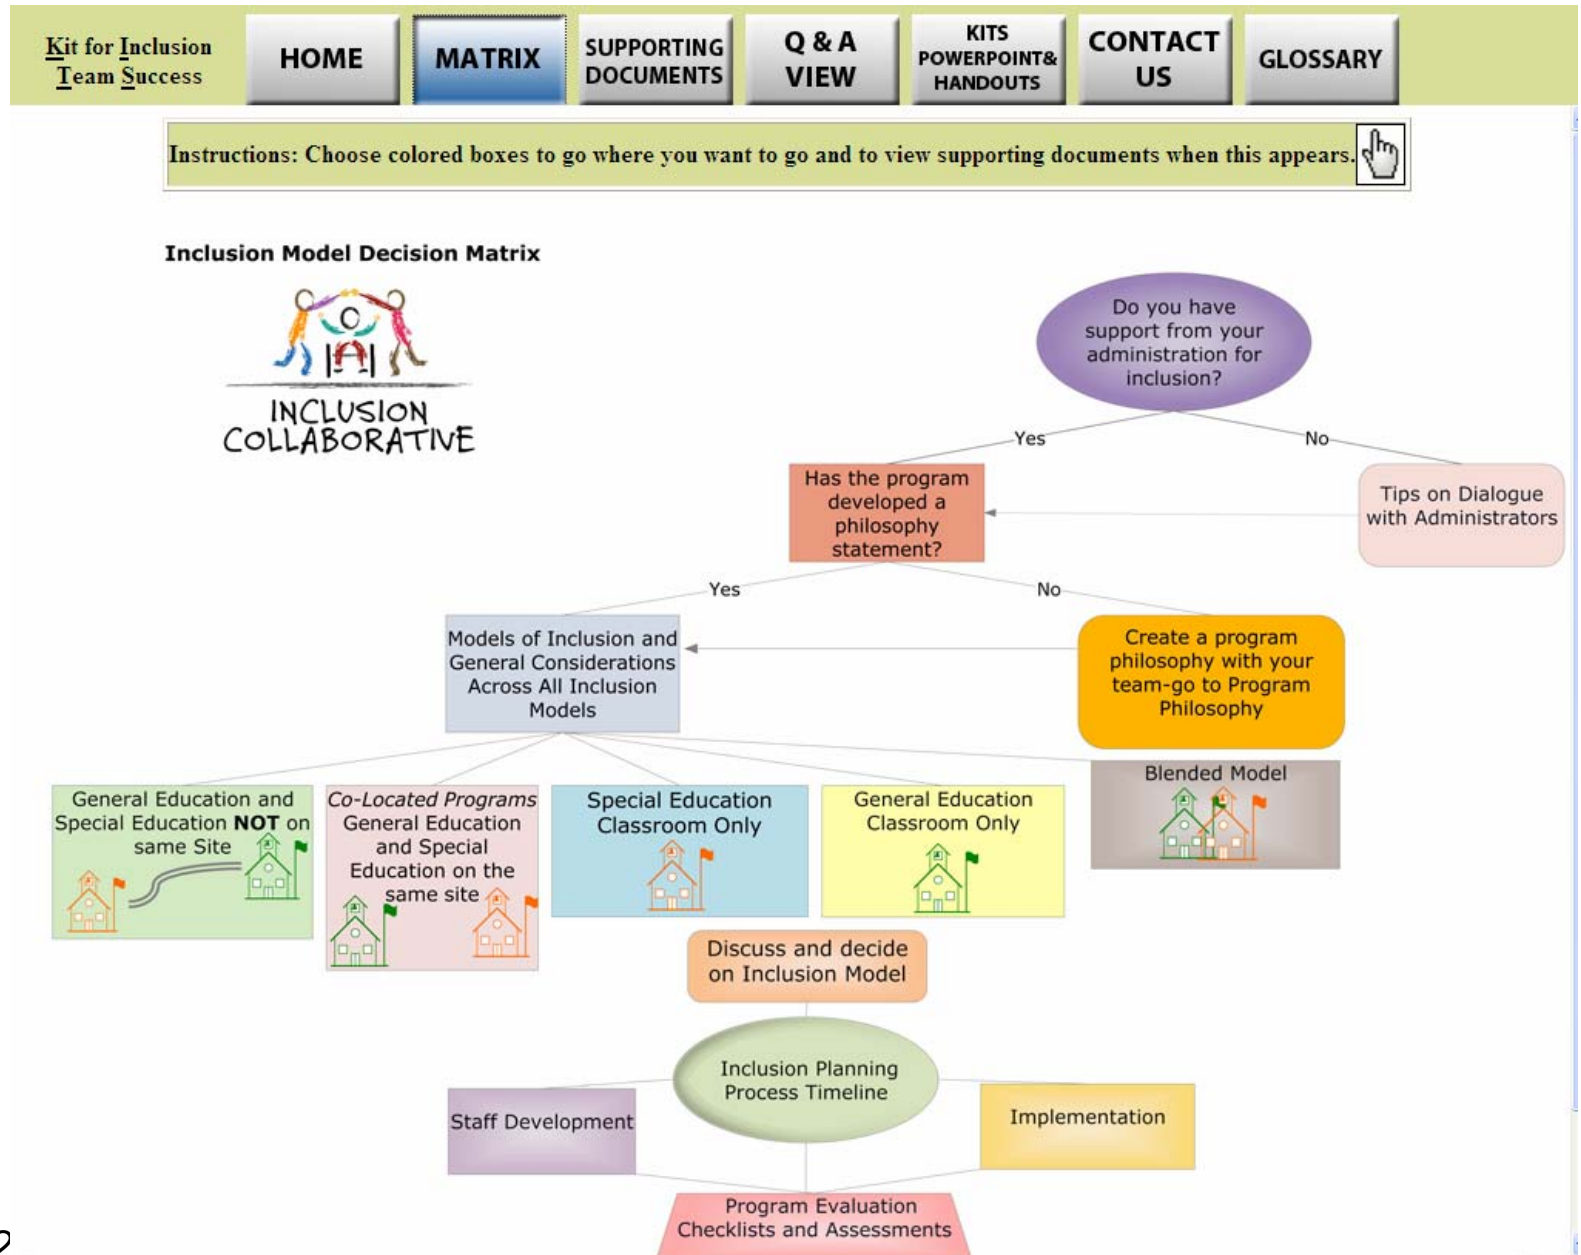 Kit for Inclusion
Team Success
HOME
MATRIX
SUPPORTING
DOCUMENTS
Q & A
VIEW
KITS
POWERPOINT&
HANDOUTS
CONTACT
US
GLOSSARY
Instructions: Choose colored boxes to go where you want to go and to view supporting documents when this appears.
Inclusion Model Decision Matrix
INCLUSION
COLLABORATIVE
Do you have
support from your
administration for
inclusion?
Yes
No
Has the program
developed a
philosophy
statement?
Tips on Dialogue
with Administrators
Yes
No
Models of Inclusion and
General Considerations
Across All Inclusion
Models
Create a program
philosophy with your
team-go to Program
Philosophy
General Education and
Special Education NOT on
same Site
Co-Located Programs
General Education
and Special
Education on the
same site
Special Education
Classroom Only
General Education
Classroom Only
Blended Model
Discuss and decide
on Inclusion Model
Inclusion Planning
Process Timeline
Staff Development
Implementation
Program Evaluation
Checklists and Assessments